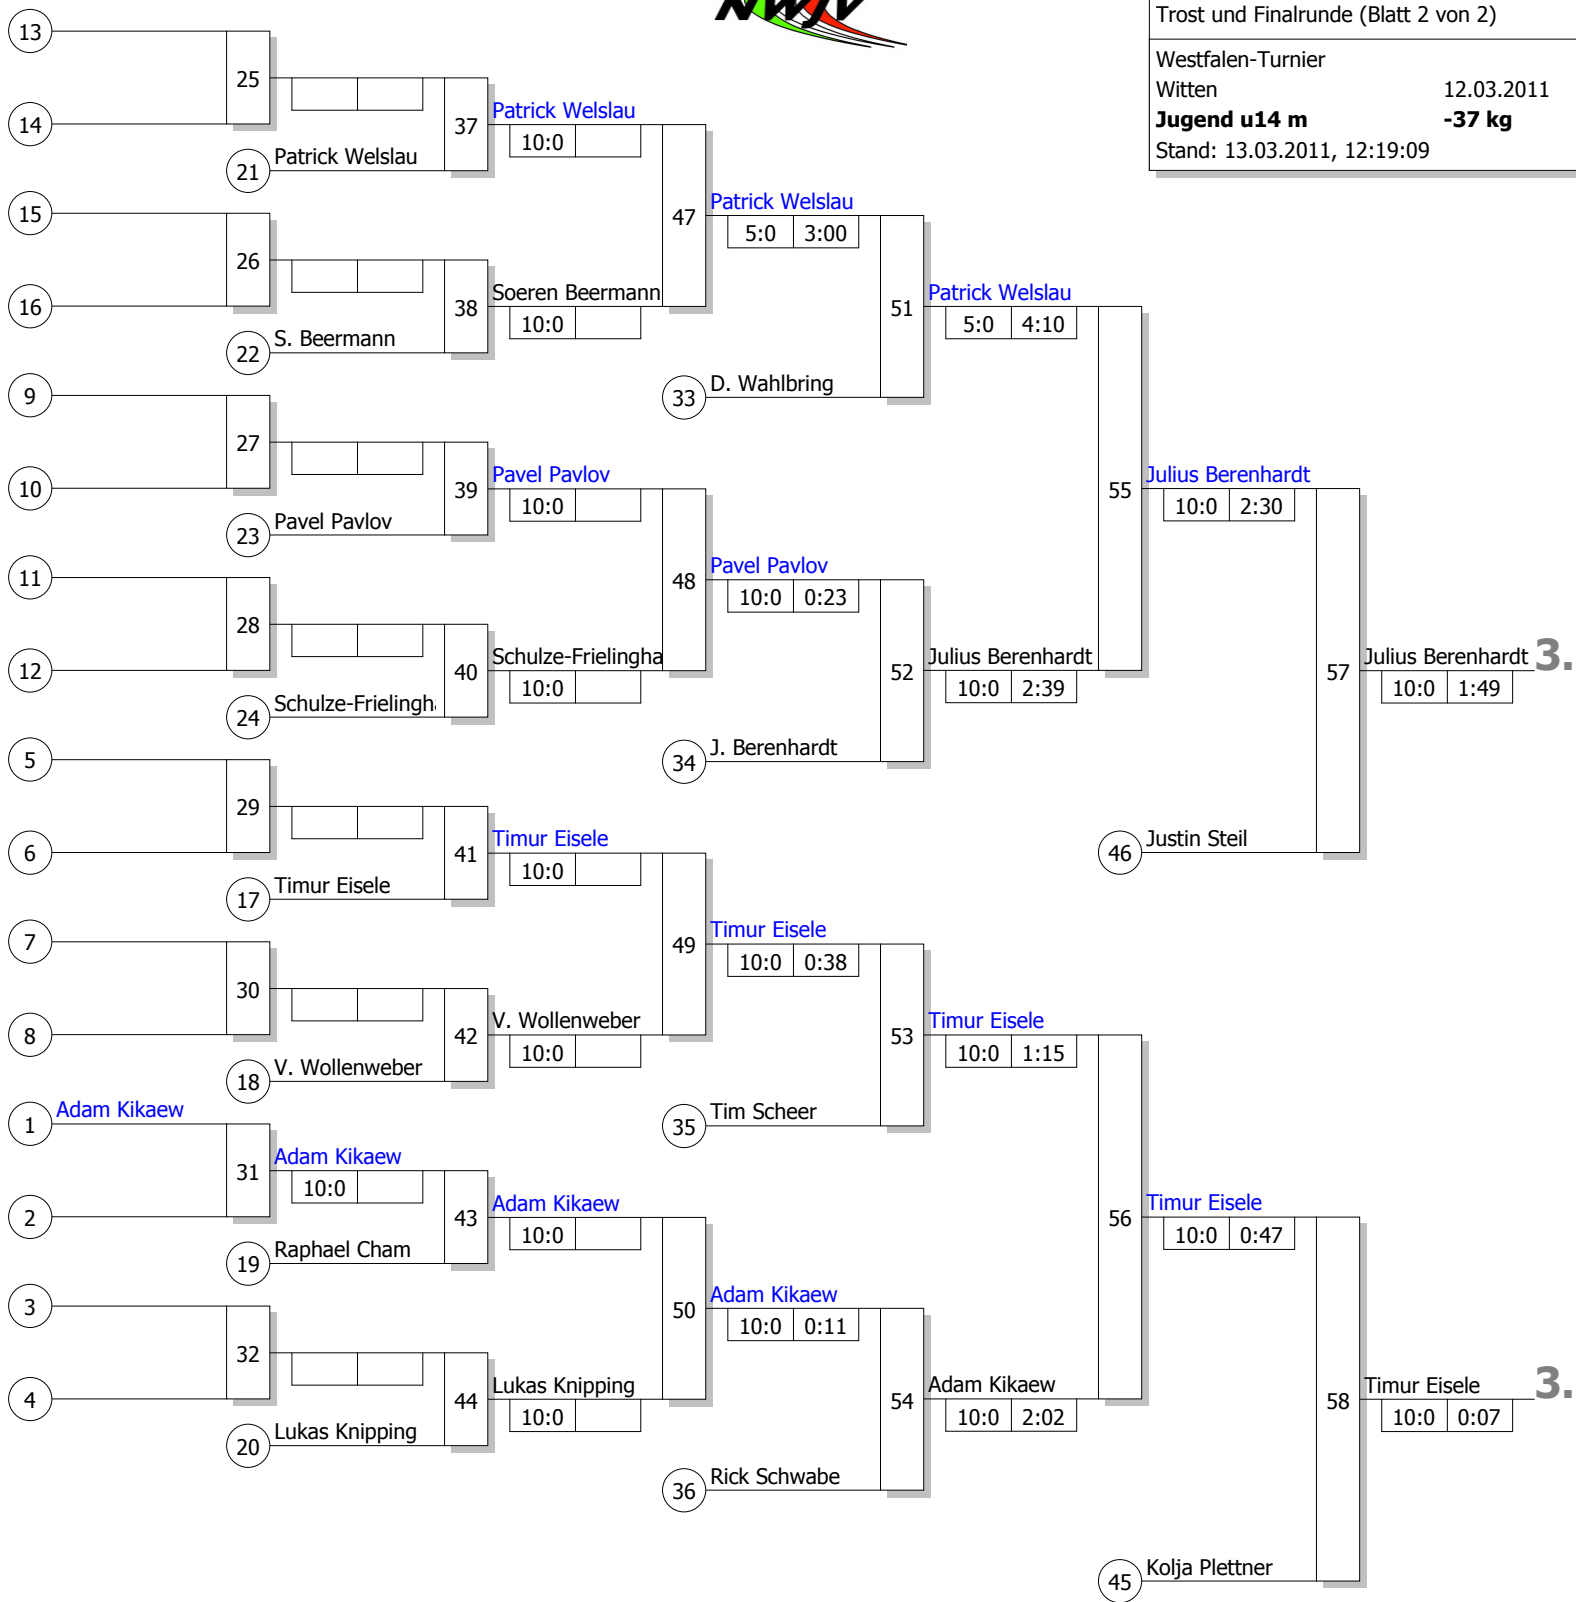 NWJV
Trost und Finalrunde (Blatt 2 von 2)
Westfalen-Turnier
Witten 12.03.2011
Jugend u14 m -37 kg
Stand: 13.03.2011, 12:19:09
13
25
14
37
Patrick Welslau
10:0
21 Patrick Welslau
15
47
Patrick Welslau
5:0 3:00
26
16
38
Soeren Beermann
10:0
22 S. Beermann
51
Patrick Welslau
5:0 4:10
9
33 D. Wahlbring
27
10
39
Pavel Pavlov
10:0
23 Pavel Pavlov
55
Julius Berenhardt
10:0 2:30
11
48
Pavel Pavlov
10:0 0:23
28
12
40
Schulze-Frielingha
10:0
24 Schulze-Frielingh
52
Julius Berenhardt
10:0 2:39
57
Julius Berenhardt 3.
10:0 1:49
5
34 J. Berenhardt
29
6
41
Timur Eisele
10:0
46 Justin Steil
17 Timur Eisele
7
49
Timur Eisele
10:0 0:38
30
8
42
V. Wollenweber
10:0
18 V. Wollenweber
53
Timur Eisele
10:0 1:15
1 Adam Kikaew
35 Tim Scheer
31
Adam Kikaew
10:0
2
43
Adam Kikaew
10:0
19 Raphael Cham
56
Timur Eisele
10:0 0:47
3
50
Adam Kikaew
10:0 0:11
32
4
44
Lukas Knipping
10:0
20 Lukas Knipping
54
Adam Kikaew
10:0 2:02
58
Timur Eisele 3.
10:0 0:07
36 Rick Schwabe
45 Kolja Plettner